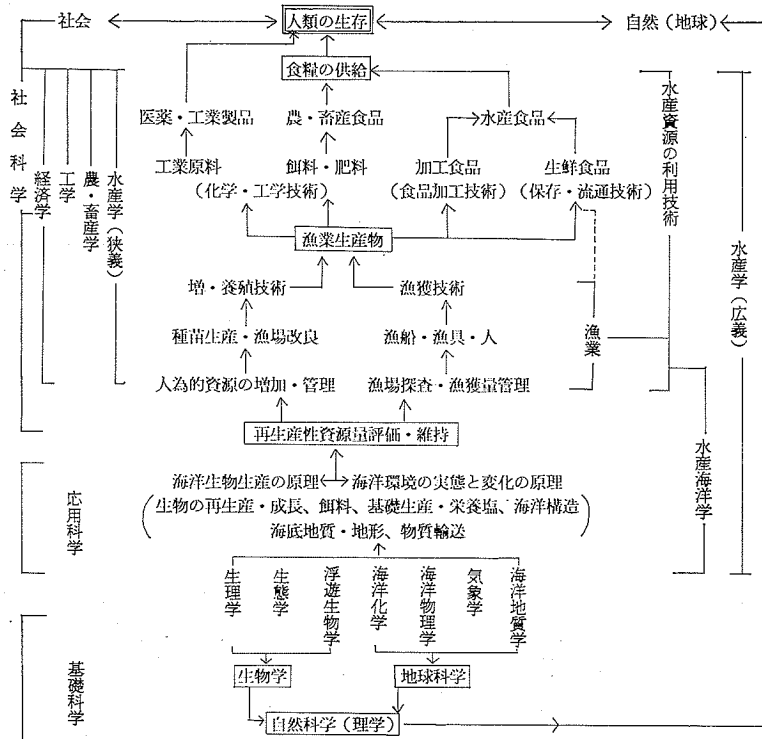 社会
人類の生存
自然(地球)
食糧の供給
医薬・工業製品
農・畜産食品
水産食品
工業原料
餌料・肥料
加工食品
生鮮食品
(化学・工学技術)
(食品加工技術)
(保存・流通技術)
社会科学
経済学
工学
農・畜産学
水産学(狭義)
水産資源の利用技術
水産学(広義)
漁業生産物
増・養殖技術
漁獲技術
種苗生産・漁場改良
漁船・漁具・人
漁業
人為的資源の増加・管理
漁場探査・漁獲量管理
再生産性資源量評価・維持
水産海洋学
応用科学
海洋生物生産の原理
海洋環境の実態と変化の原理
(生物の再生産・成長、餌料、基礎生産・栄養塩、海洋構造
海底地質・地形、物質輸送)
生理学
生態学
浮遊生物学
海洋化学
海洋物理学
気象学
海洋地質学
基礎科学
生物学
地球科学
自然科学(理学)